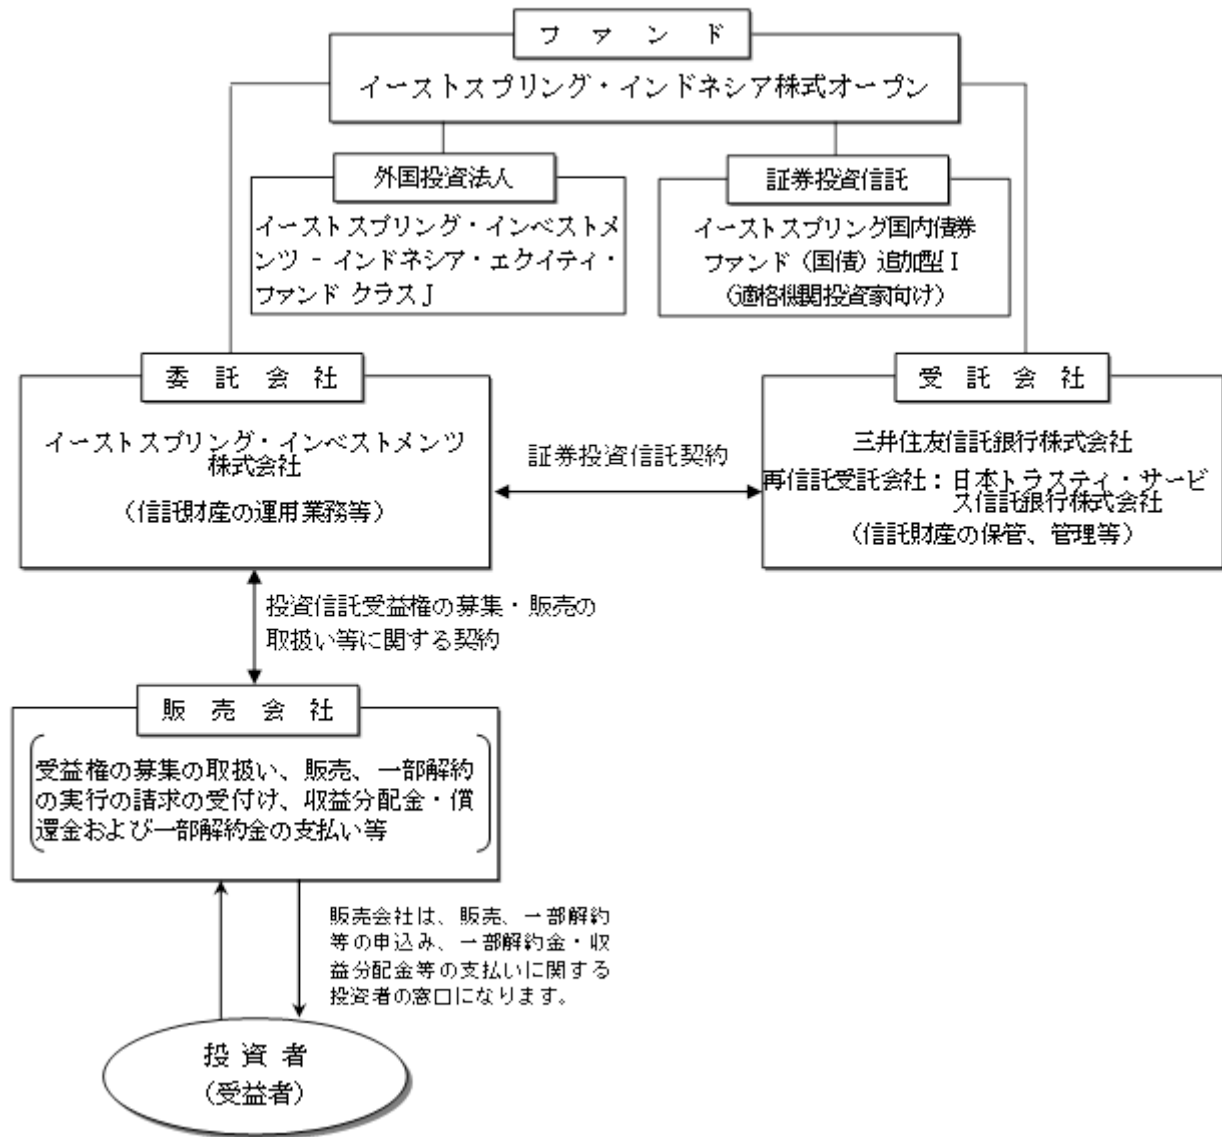 ファンド
イーストスプリング・インドネシア株式オープン
外国投資法人
イーストスプリング・インベストメ
ンツ - インドネシア・エクイティ・
ファンド クラスJ
証券投資信託
イーストスプリング国内債券
ファンド（国債）追加型Ⅰ
（適格機関投資家向け）
委託会社
イーストスプリング・インベストメンツ
株式会社
（信託財産の運用業務等）
証券投資信託契約
受託会社
三井住友信託銀行株式会社
再信託受託会社：日本トラスティ・サービ
ス信託銀行株式会社
（信託財産の保管、管理等）
投資信託受益権の募集・販売の
取扱い等に関する契約
販売会社
受益権の募集の取扱い、販売、一部解約
の実行の請求の受付け、収益分配金・償
還金および一部解約金の支払い等
販売会社は、販売、一部解約
等の申込み、一部解約金・収
益分配金等の支払いに関する
投資者の窓口になります。
投資者
（受益者）